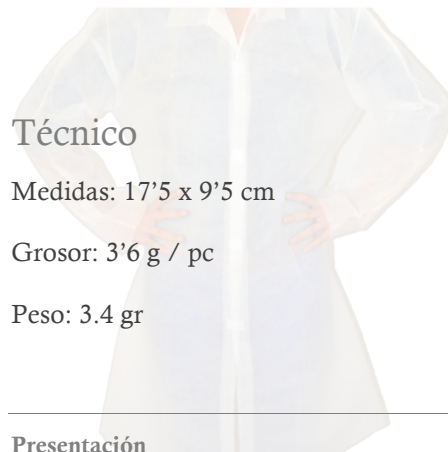 Técnico
Medidas: 17’5 x 9’5 cm
Grosor: 3’6 g / pc
Peso: 3.4 gr
Presentación